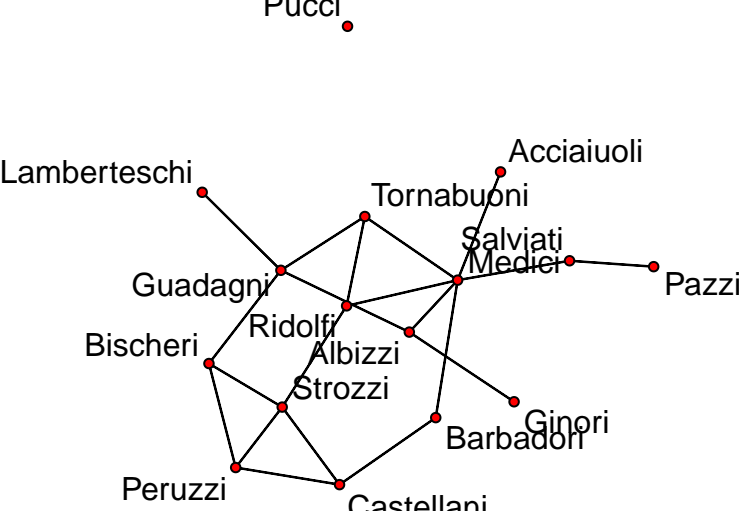 Pucci
Acciaiuoli
Lamberteschi
Tornabuoni
Salviati
Medici
Pazzi
Guadagni
Ridolfi
Bischeri
Albizzi
Strozzi
Ginori
Barbadori
Peruzzi
Castellani